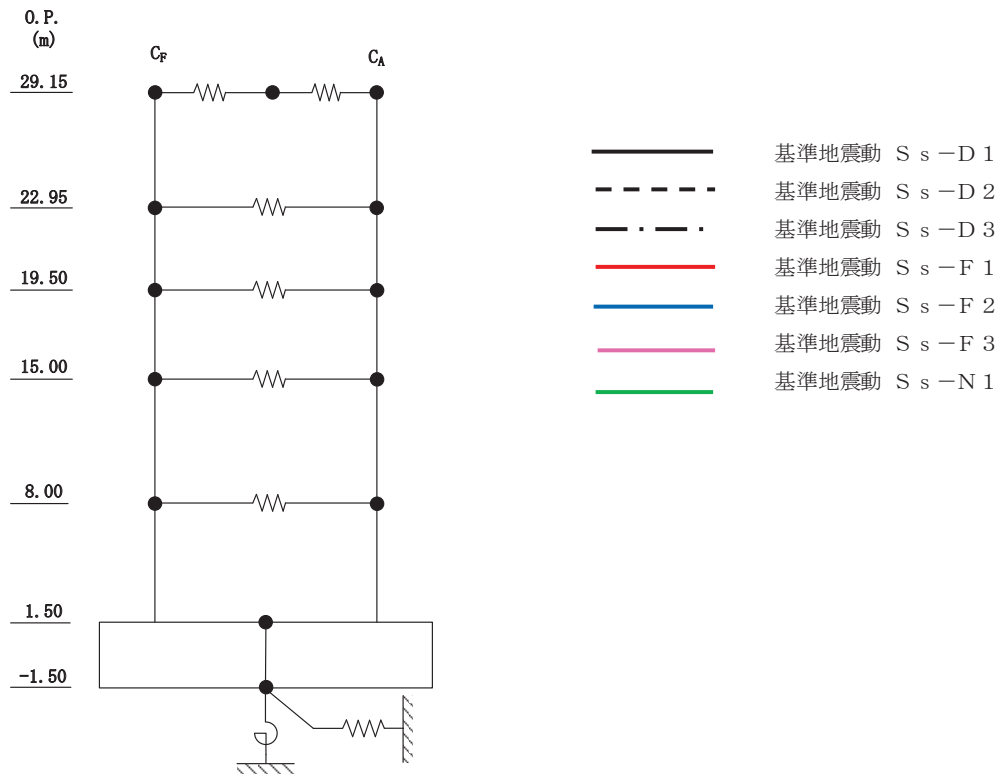 O.P.
(m)
C_F
C_A
29.15
22.95
19.50
15.00
8.00
1.50
-1.50
基準地震動 Ｓｓ－Ｄ１
基準地震動 Ｓｓ－Ｄ２
基準地震動 Ｓｓ－Ｄ３
基準地震動 Ｓｓ－Ｆ１
基準地震動 Ｓｓ－Ｆ２
基準地震動 Ｓｓ－Ｆ３
基準地震動 Ｓｓ－Ｎ１